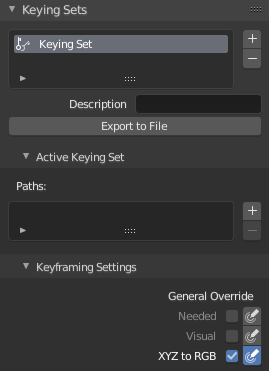 Keying Sets
Keying Set
Description
Export to File
Active Keying Set
Paths:
Keyframing Settings
General Override
Needed
Visual
XYZ to RGB